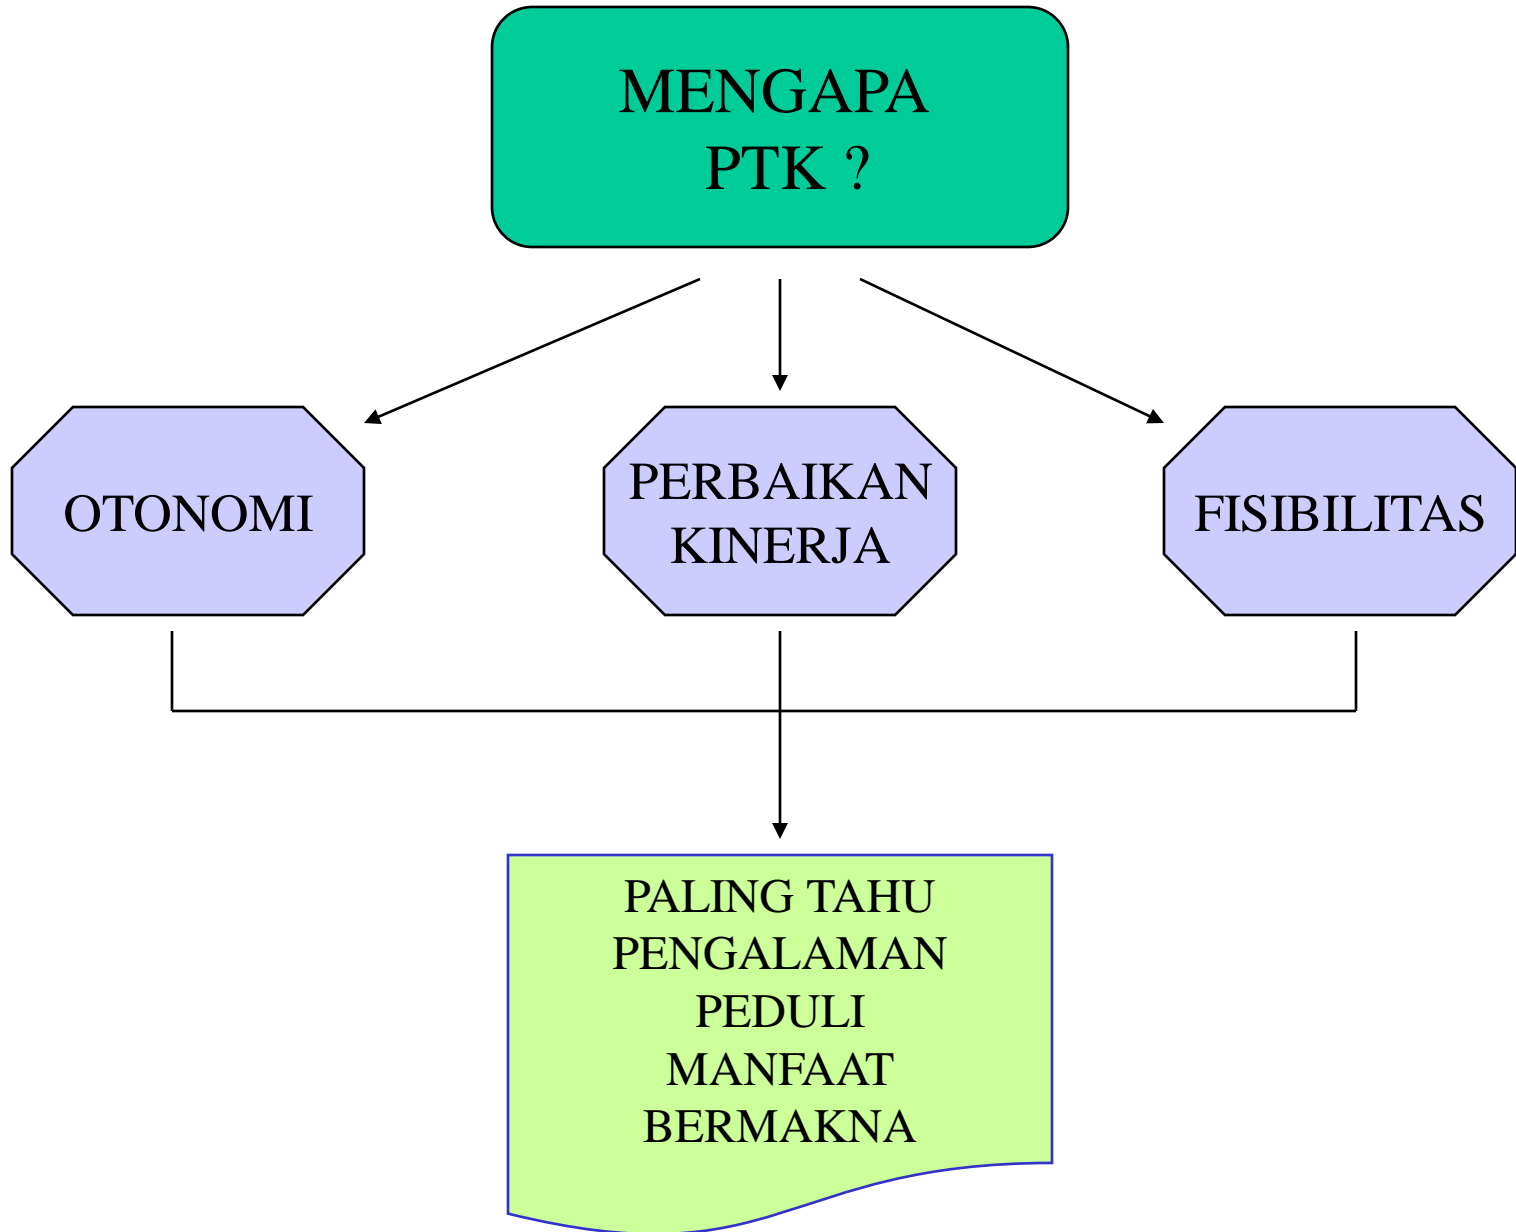 MENGAPA
PTK ?
OTONOMI
PERBAIKAN
KINERJA
FISIBILITAS
PALING TAHU
PENGALAMAN
PEDULI
MANFAAT
BERMAKNA